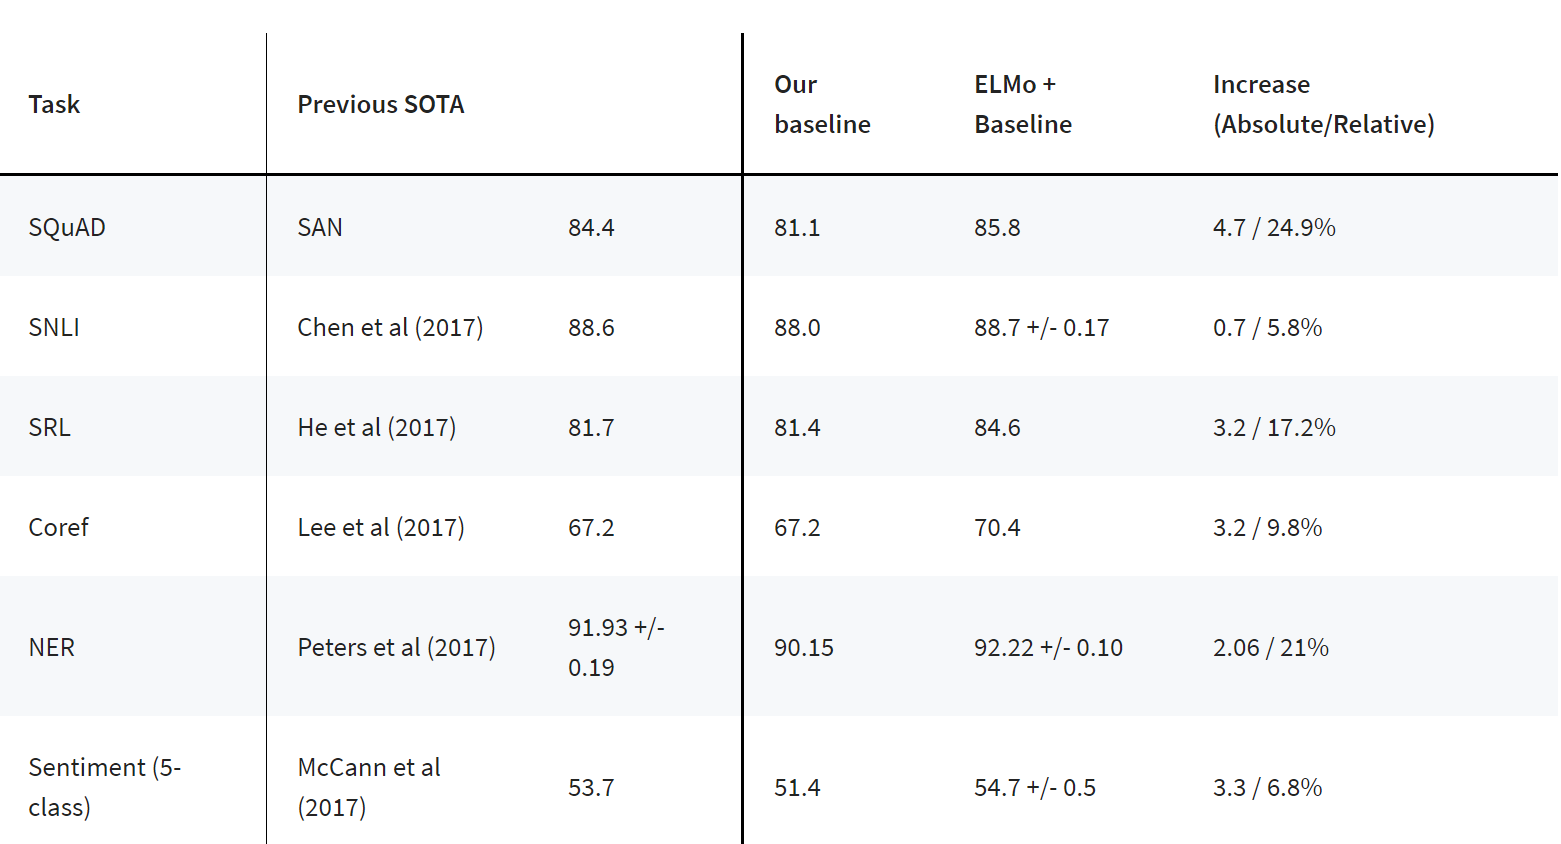 Task Previous SOTA Our baseline ELMo + Baseline Increase (Absolute/Relative)
SQuAD SAN 84.4 81.1 85.8 4.7 / 24.9%
SNLI Chen et al (2017) 88.6 88.0 88.7 +/- 0.17 0.7 / 5.8%
SRL He et al (2017) 81.7 81.4 84.6 3.2 / 17.2%
Coref Lee et al (2017) 67.2 67.2 70.4 3.2 / 9.8%
NER Peters et al (2017) 91.93 +/- 0.19 90.15 92.22 +/- 0.10 2.06 / 21%
Sentiment (5-class) McCann et al (2017) 53.7 51.4 54.7 +/- 0.5 3.3 / 6.8%